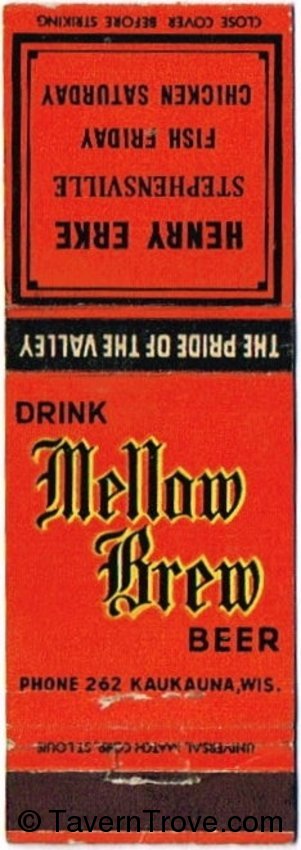 CLOSE COVER BEFORE STRIKING
HENRY ERKE
STEPHENSVILLE
FISH FRIDAY
CHICKEN SATURDAY
THE PRIDE OF THE VALLEY
DRINK
Mellow
Brew
BEER
PHONE 262 KAUKAUNA, WIS.
UNIVERSAL MATCH CORP., ST. LOUIS
© TavernTrove.com